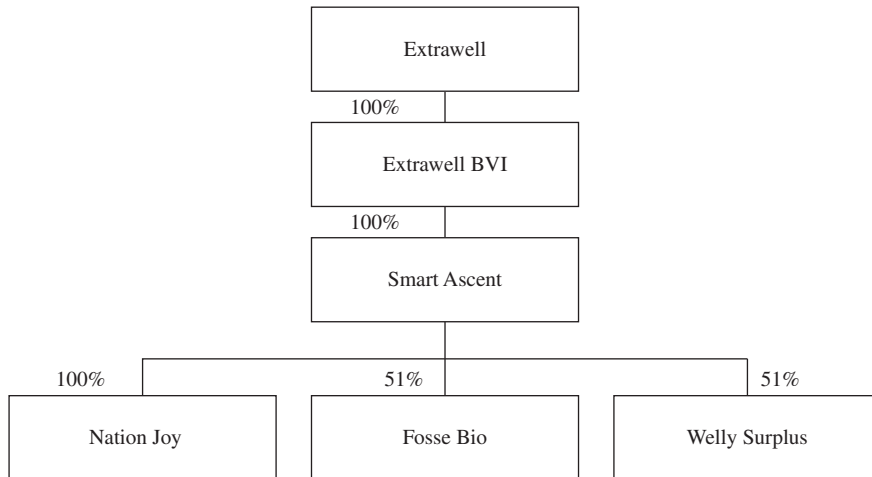 Extrawell
100%
Extrawell BVI
100%
Smart Ascent
100% 51% 51%
Nation Joy Fosse Bio Welly Surplus